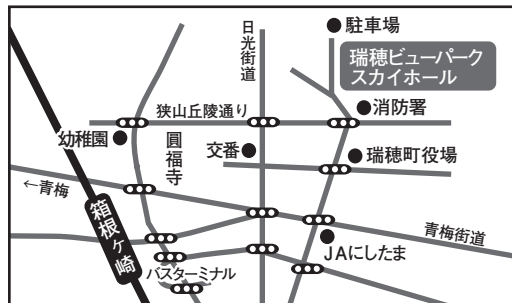 駐車場
日光街道
瑞穂ビューパーク
スカイホール
狭山丘陵通り
消防署
幼稚園
圓福寺
交番
瑞穂町役場
←青梅
箱根ヶ崎
青梅街道
JAにしたま
バスターミナル